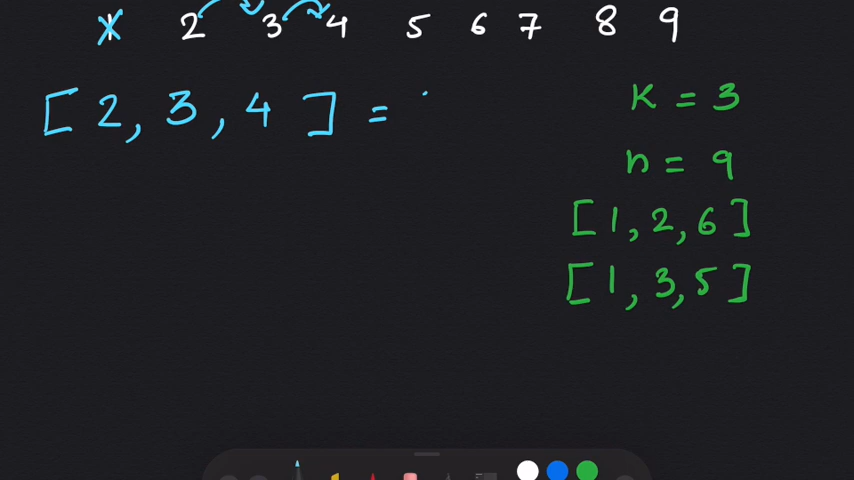 1 2 3 4 5 6 7 8 9
[ 2, 3, 4 ] =
K = 3
n = 9
[ 1, 2, 6 ]
[ 1, 3, 5 ]